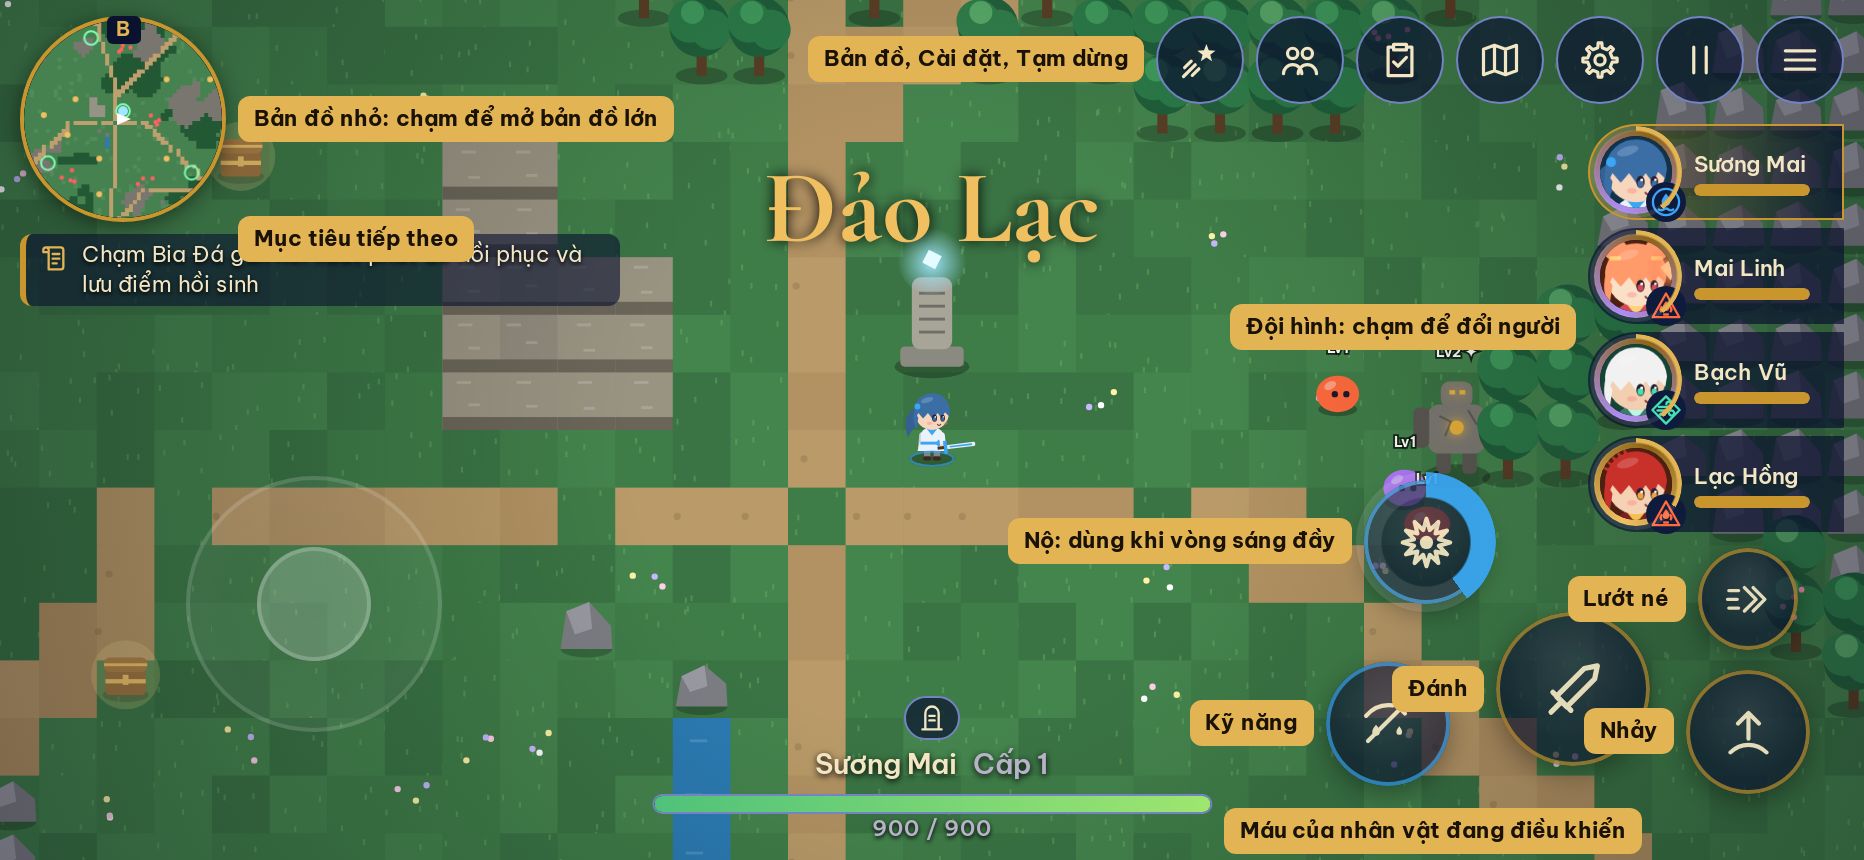 B
Bản đồ, Cài đặt, Tạm dừng
Bản đồ nhỏ: chạm để mở bản đồ lớn
Sương Mai
Đảo Lạc
Mục tiêu tiếp theo
Chạm Bia Đá g
ồi phục và
lưu điểm hồi sinh
Mai Linh
Đội hình: chạm để đổi người
Lv1
Lv2
Bạch Vũ
Lv1
Lạc Hồng
Nộ: dùng khi vòng sáng đầy
Lướt né
Đánh
Kỹ năng
Nhảy
Sương Mai Cấp 1
900 / 900
Máu của nhân vật đang điều khiển